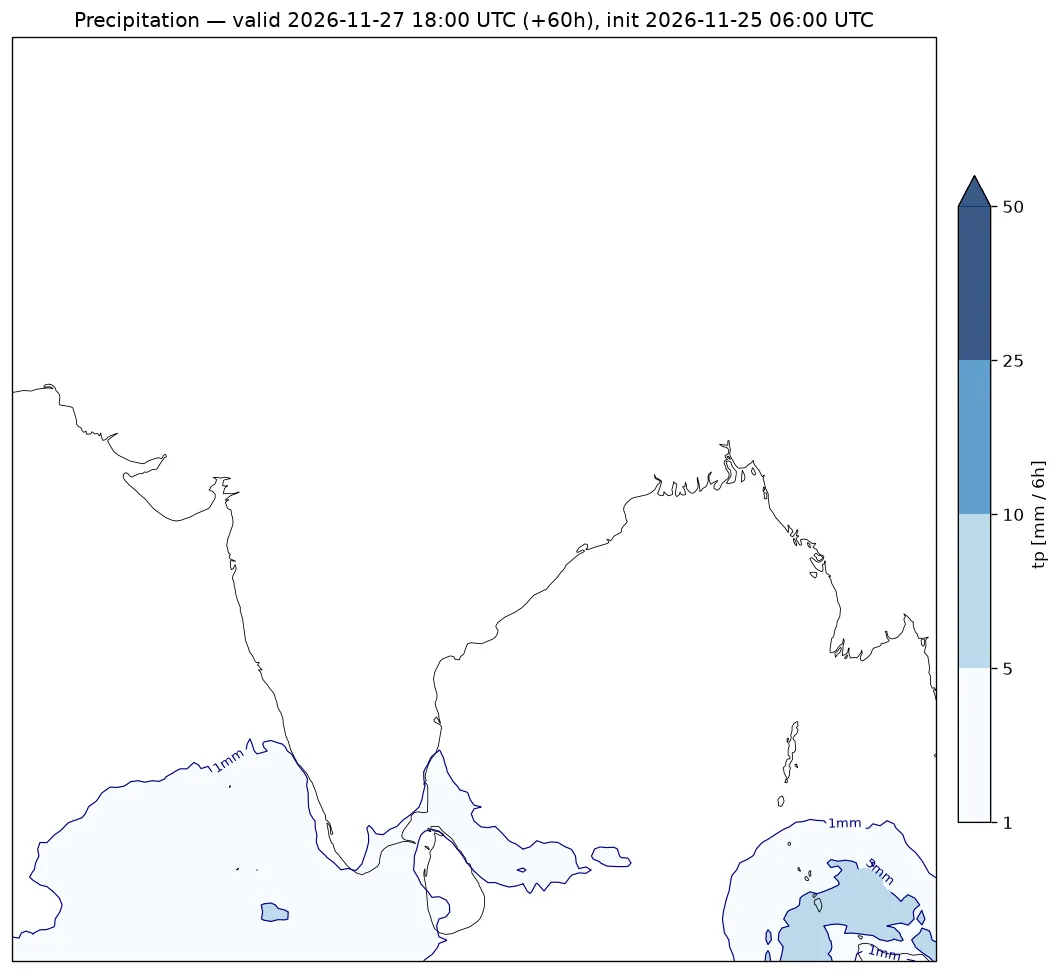 Precipitation — valid 2026-11-27 18:00 UTC (+60h), init 2026-11-25 06:00 UTC
50
25
10
5
1
tp [mm / 6h]
1mm
1mm
5mm
1mm